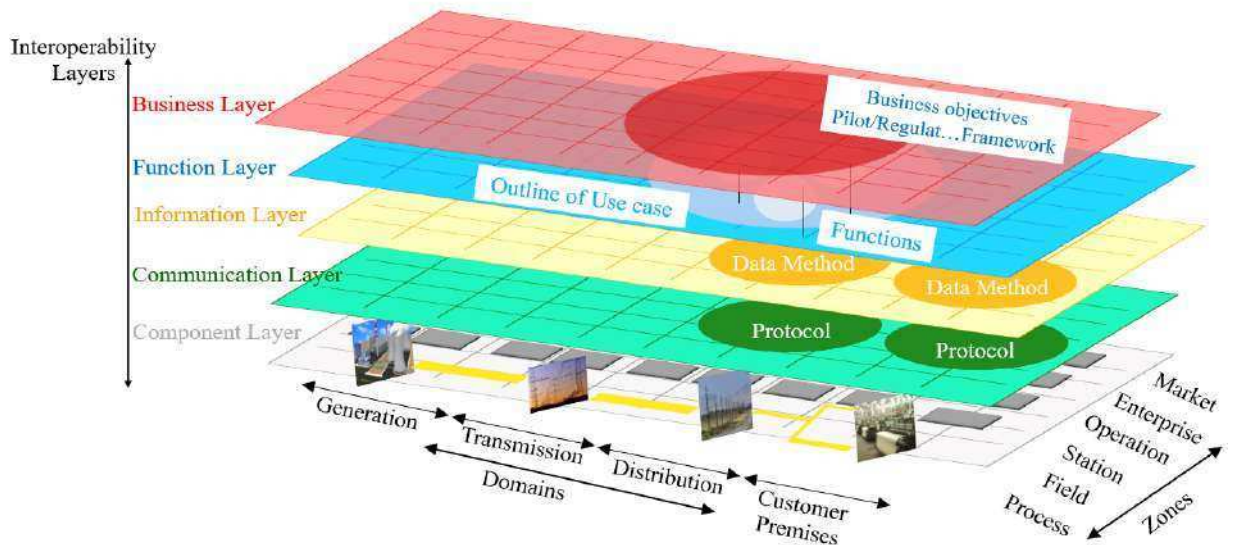 Interoperability
Layers
Business Layer
Function Layer
Information Layer
Communication Layer
Component Layer
Business objectives
Pilot/Regulat…Framework
Outline of Use case
Functions
Data Method
Data Method
Protocol
Protocol
Generation
Transmission
Distribution
Customer
Premises
Domains
Market
Enterprise
Operation
Station
Field
Process
Zones